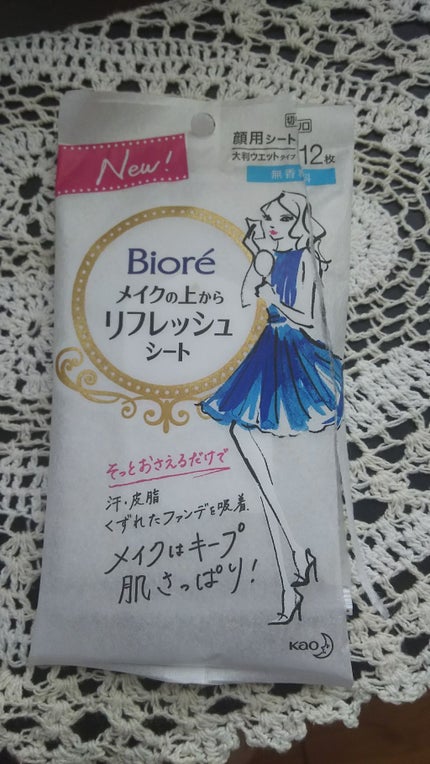 New!
切り口
顔用シート
大判ウエットタイプ
12枚
無香料
Bioré
メイクの上から
リフレッシュ
シート
そっとおさえるだけで
汗・皮脂
くずれたファンデを吸着
メイクはキープ
肌さっぱり!
Kao